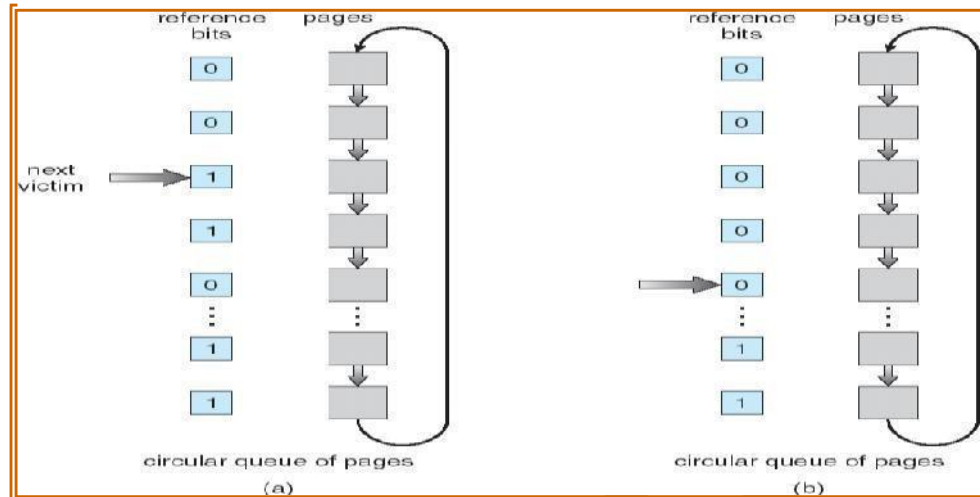 reference pages
bits
0
0
next
victim
1
1
0
1
1
circular queue of pages
(a)
reference pages
bits
0
0
0
0
0
1
1
circular queue of pages
(b)